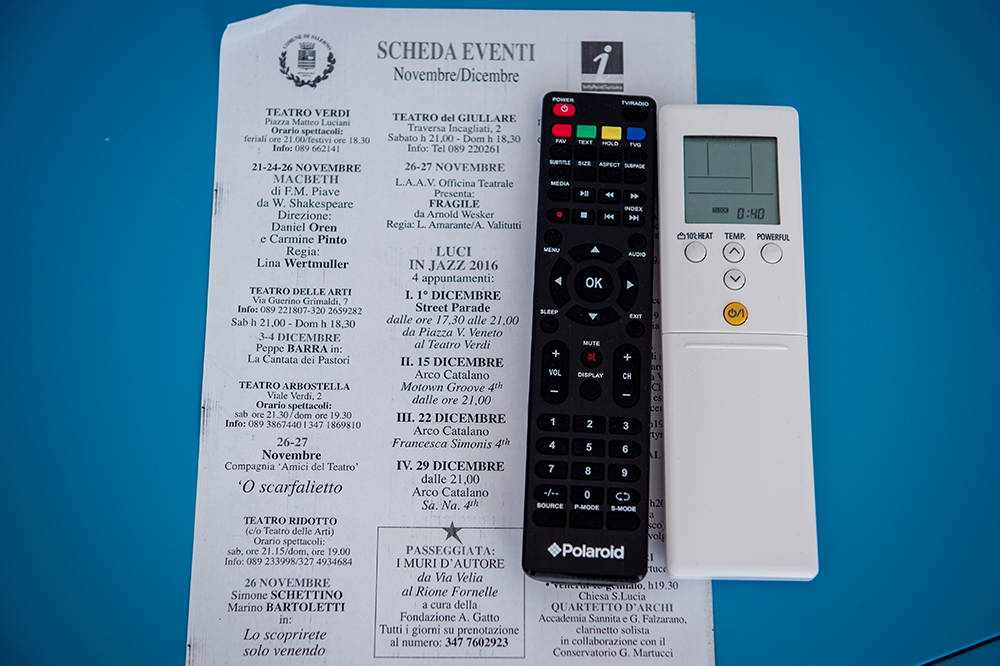 COMUNE DI SALERNO
SCHEDA EVENTI
Novembre/Dicembre
i
InfoPointTurismo
TEATRO VERDI
Piazza Matteo Luciani
Orario spettacoli:
feriali ore 21.00/festivi ore 18.30
Info: 089 662141
21-24-26 NOVEMBRE
MACBETH
di F.M. Piave
da W. Shakespeare
Direzione:
Daniel Oren
e Carmine Pinto
Regia:
Lina Wertmuller
TEATRO DELLE ARTI
Via Guerino Grimaldi, 7
Info: 089 221807-320 2659282
Sab h 21,00 - Dom h 18,30
3-4 DICEMBRE
Peppe BARRA in:
La Cantata dei Pastori
TEATRO ARBOSTELLA
Viale Verdi, 2
Orario spettacoli:
sab ore 21.30/dom ore 19.30
Info: 089 3867440 | 347 1869810
26-27
Novembre
Compagnia 'Amici del Teatro'
'O scarfalietto
TEATRO RIDOTTO
(c/o Teatro delle Arti)
Orario spettacoli:
sab, ore 21.15/dom, ore 19.00
Info: 089 233998/327 4934684
26 NOVEMBRE
Simone SCHETTINO
Marino BARTOLETTI
in:
Lo scoprirete
solo venendo
TEATRO del GIULLARE
Traversa Incagliati, 2
Sabato h 21,00 - Dom h 18,30
Info: Tel 089 220261
26-27 NOVEMBRE
L.A.A.V. Officina Teatrale
Presenta:
FRAGILE
da Arnold Wesker
Regia: L. Amarante/A. Valitutti
LUCI
IN JAZZ 2016
4 appuntamenti:
I. 1° DICEMBRE
Street Parade
dalle ore 17,30 alle 21,00
da Piazza V. Veneto
al Teatro Verdi
II. 15 DICEMBRE
Arco Catalano
Motown Groove 4th
dalle ore 21,00
III. 22 DICEMBRE
Arco Catalano
Francesca Simonis 4th
IV. 29 DICEMBRE
dalle 21,00
Arco Catalano
Sa. Na. 4th
PASSEGGIATA:
I MURI D'AUTORE
da Via Velia
al Rione Fornelle
a cura della
Fondazione A. Gatto
Tutti i giorni su prenotazione
al numero: 347 7602923
h19.30
Chiesa S.Lucia
QUARTETTO D'ARCHI
Accademia Sannita e G. Falzarano,
clarinetto solista
in collaborazione con il
Conservatorio G. Martucci
POWER TV/RADIO
FAV TEXT HOLD TVG
SUBTITLE SIZE ASPECT SUBPAGE
MEDIA
INDEX
MENU AUDIO
OK
SLEEP EXIT
MUTE
+ +
VOL CH
DISPLAY
- -
1 2 3
4 5 6
7 8 9
-/-- 0
SOURCE P-MODE S-MODE
Polaroid
CLOCK 0:40
10°C HEAT TEMP. POWERFUL